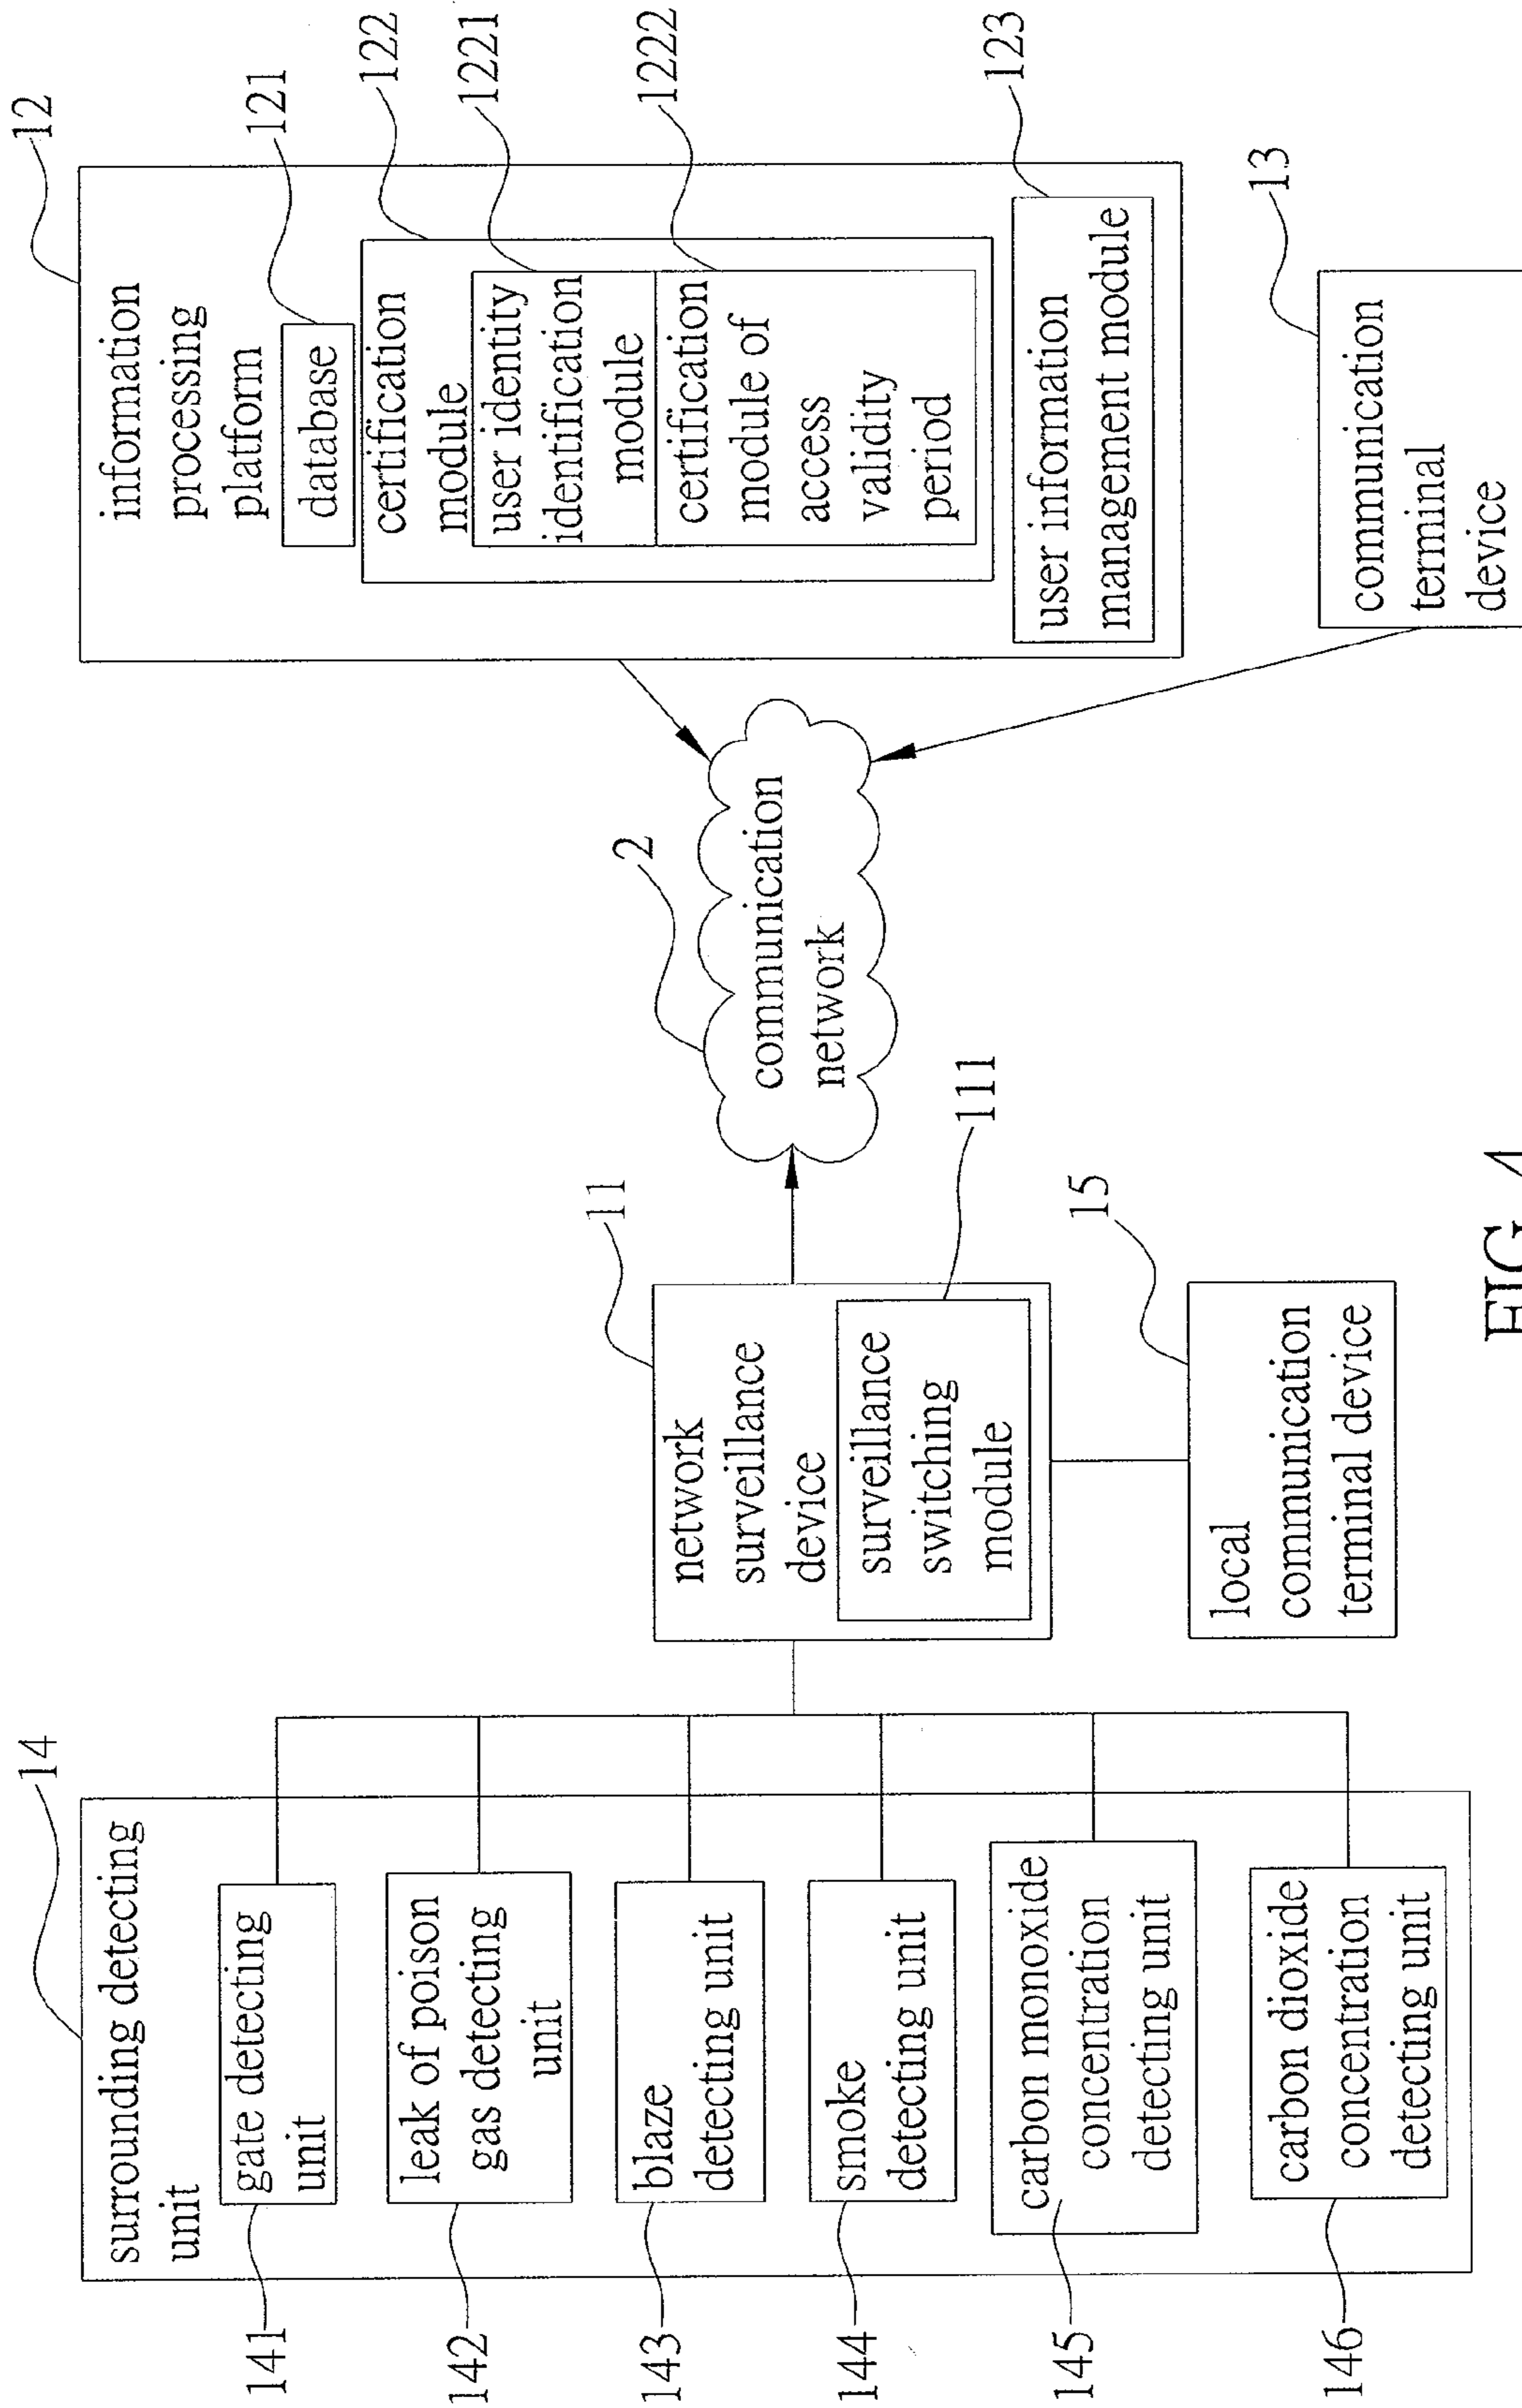 14
surrounding detecting
unit
141
gate detecting
unit
142
leak of poison
gas detecting
unit
143
blaze
detecting unit
144
smoke
detecting unit
145
carbon monoxide
concentration
detecting unit
146
carbon dioxide
concentration
detecting unit
11
network
surveillance
device
111
surveillance
switching
module
15
local
communication
terminal device
2
communication
network
12
information
processing
platform
121
database
122
certification
module
1221
user identity
identification
module
1222
certification
module of
access
validity
period
123
user information
management module
13
communication
terminal
device
FIG. 4